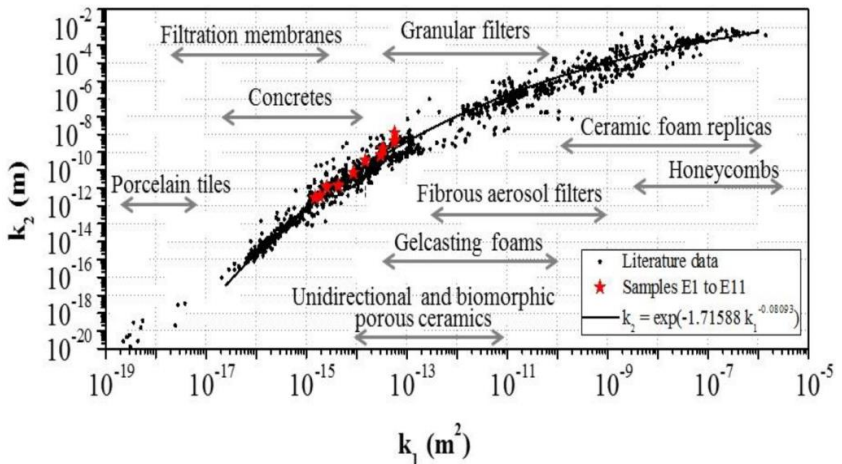 Filtration membranes
Granular filters
Concretes
Ceramic foam replicas
Honeycombs
Porcelain tiles
Fibrous aerosol filters
Gelcasting foams
Unidirectional and biomorphic
porous ceramics
Literature data
Samples E1 to E11
k₂ = exp(-1.71588 k₁^-0.08093)
k₂ (m)
10^-2
10^-4
10^-6
10^-8
10^-10
10^-12
10^-14
10^-16
10^-18
10^-20
10^-19 10^-17 10^-15 10^-13 10^-11 10^-9 10^-7 10^-5
k₁ (m²)